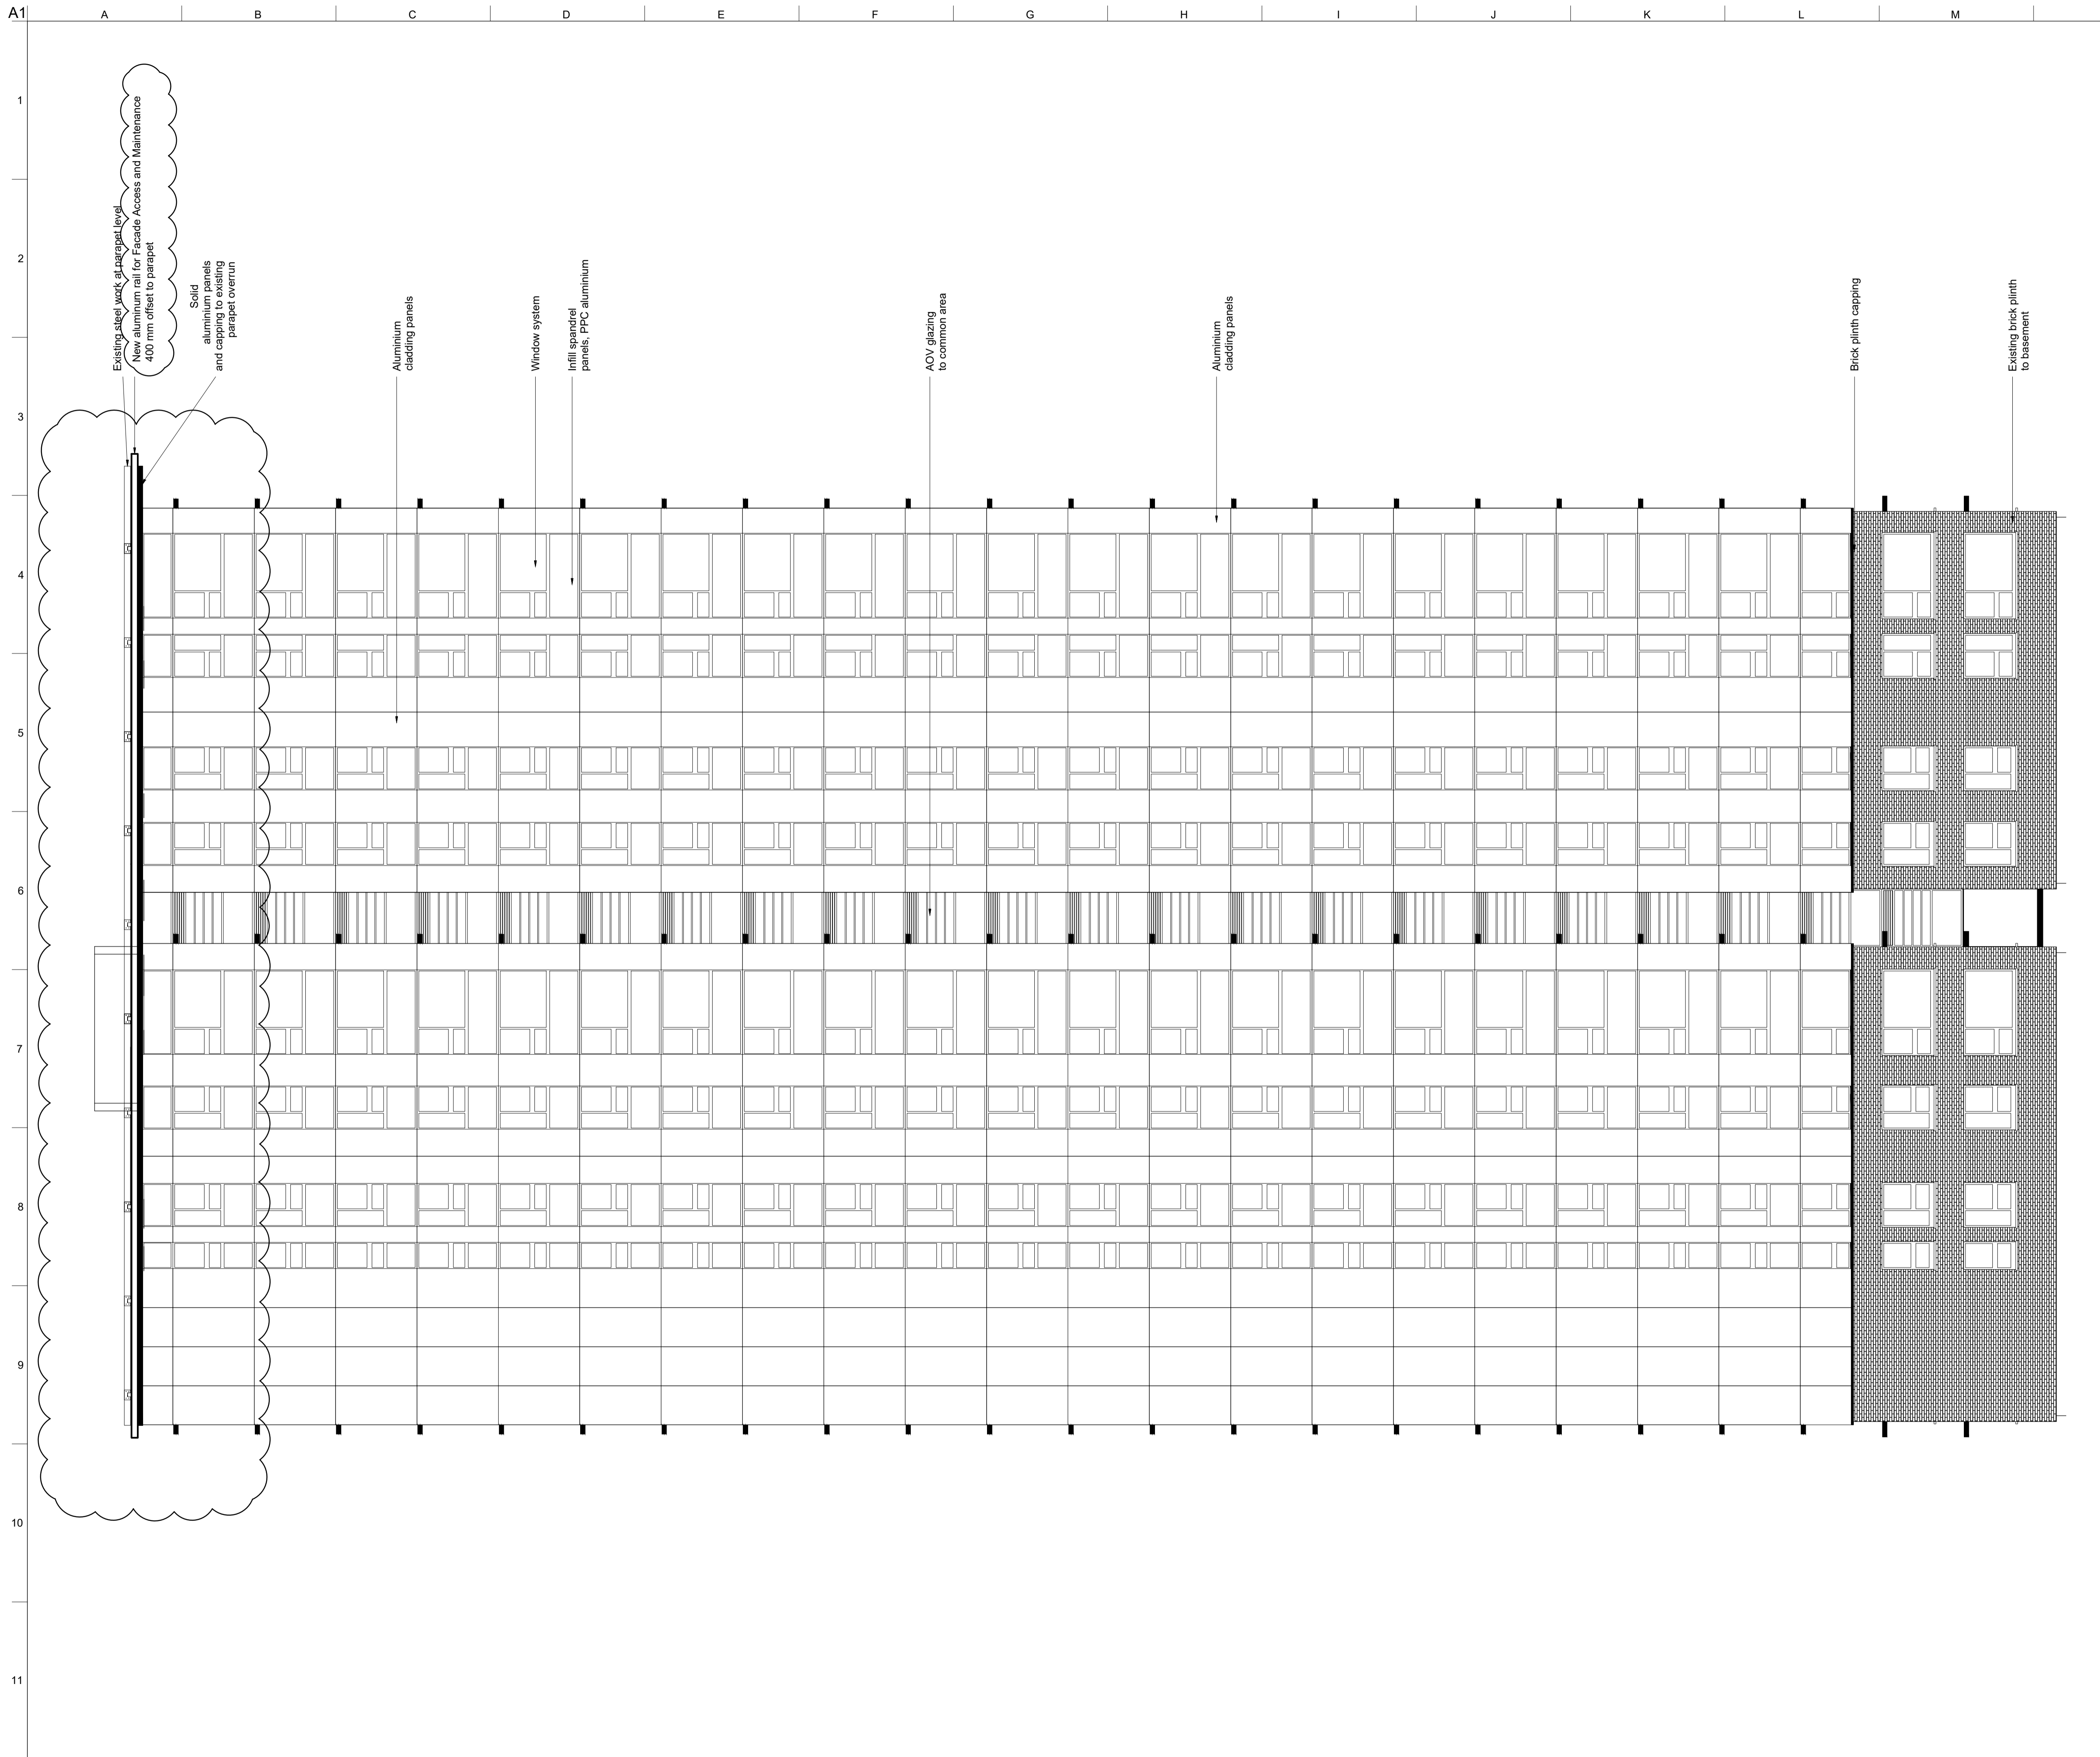 A1
A
B
C
D
E
F
G
H
I
J
K
L
M
1
2
3
4
5
6
7
8
9
10
11
Existing steel work at parapet level
New aluminum rail for Facade Access and Maintenance
400 mm offset to parapet
Solid
aluminium panels
and capping to existing
parapet overrun
Aluminium
cladding panels
Window system
Infill spandrel
panels, PPC aluminium
AOV glazing
to common area
Aluminium
cladding panels
Brick plinth capping
Existing brick plinth
to basement